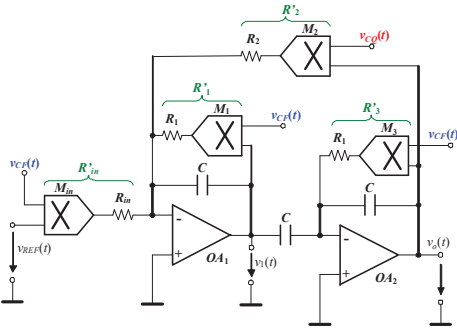 R'2
R2
M2
vCQ(t)
R'1
R1
M1
vCF(t)
R'3
R1
M3
vCF(t)
vCF(t)
R'in
Min
Rin
C
C
C
vREF(t)
-
+
OA1
v1(t)
-
+
OA2
vo(t)